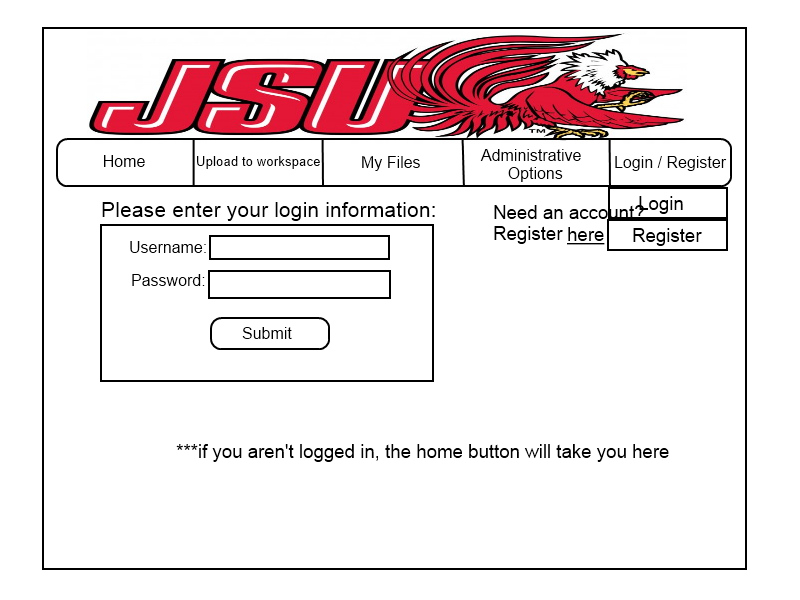 JSU
TM
Home
Upload to workspace
My Files
Administrative
Options
Login / Register
Login
Register
Please enter your login information:
Need an account?
Register here
Username:
Password:
Submit
***if you aren't logged in, the home button will take you here